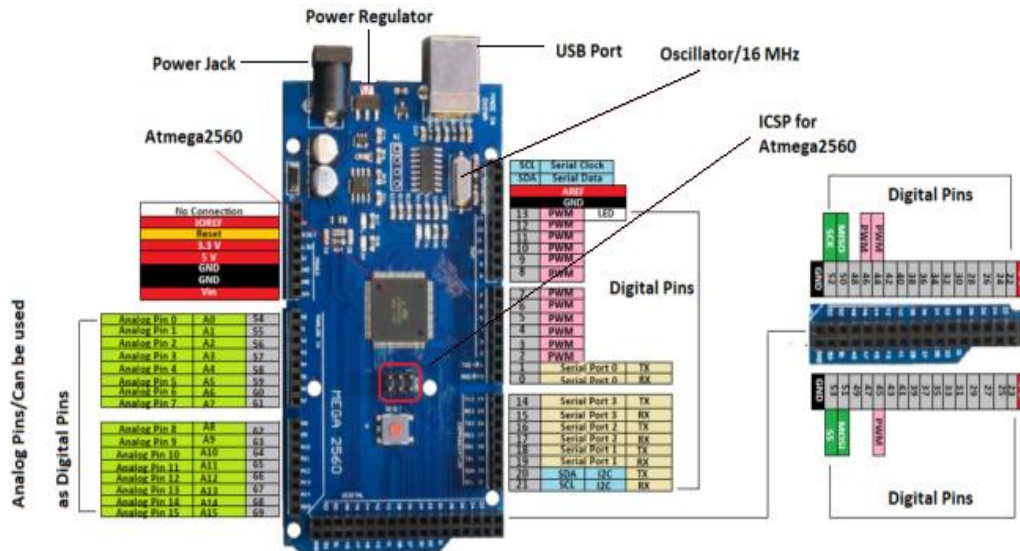 Power Regulator
Power Jack
USB Port
Oscillator/16 MHz
Atmega2560
ICSP for
Atmega2560
No Connection
IOREF
Reset
3.3 V
5 V
GND
GND
Vin
Analog Pins/Can be used
as Digital Pins
Analog Pin 0 A0 54
Analog Pin 1 A1 55
Analog Pin 2 A2 56
Analog Pin 3 A3 57
Analog Pin 4 A4 58
Analog Pin 5 A5 59
Analog Pin 6 A6 60
Analog Pin 7 A7 61
Analog Pin 8 A8 62
Analog Pin 9 A9 63
Analog Pin 10 A10 64
Analog Pin 11 A11 65
Analog Pin 12 A12 66
Analog Pin 13 A13 67
Analog Pin 14 A14 68
Analog Pin 15 A15 69
MEGA 2560
SCL Serial Clock
SDA Serial Data
AREF
GND
13 PWM LED
12 PWM
11 PWM
10 PWM
9 PWM
8 PWM
7 PWM
6 PWM
5 PWM
4 PWM
3 PWM
2 PWM
1 Serial Port 0 TX
0 Serial Port 0 RX
14 Serial Port 3 TX
15 Serial Port 3 RX
16 Serial Port 2 TX
17 Serial Port 2 RX
18 Serial Port 1 TX
19 Serial Port 1 RX
20 SDA I2C TX
21 SCL I2C RX
Digital Pins
Digital Pins
SCK MISO PWM PWM
GND 52 50 48 46 44 42 40 38 36 34 32 30 28 26 24 22
GND 53 51 49 47 45 43 41 39 37 35 33 31 29 27 25
SS MOSI PWM
Digital Pins